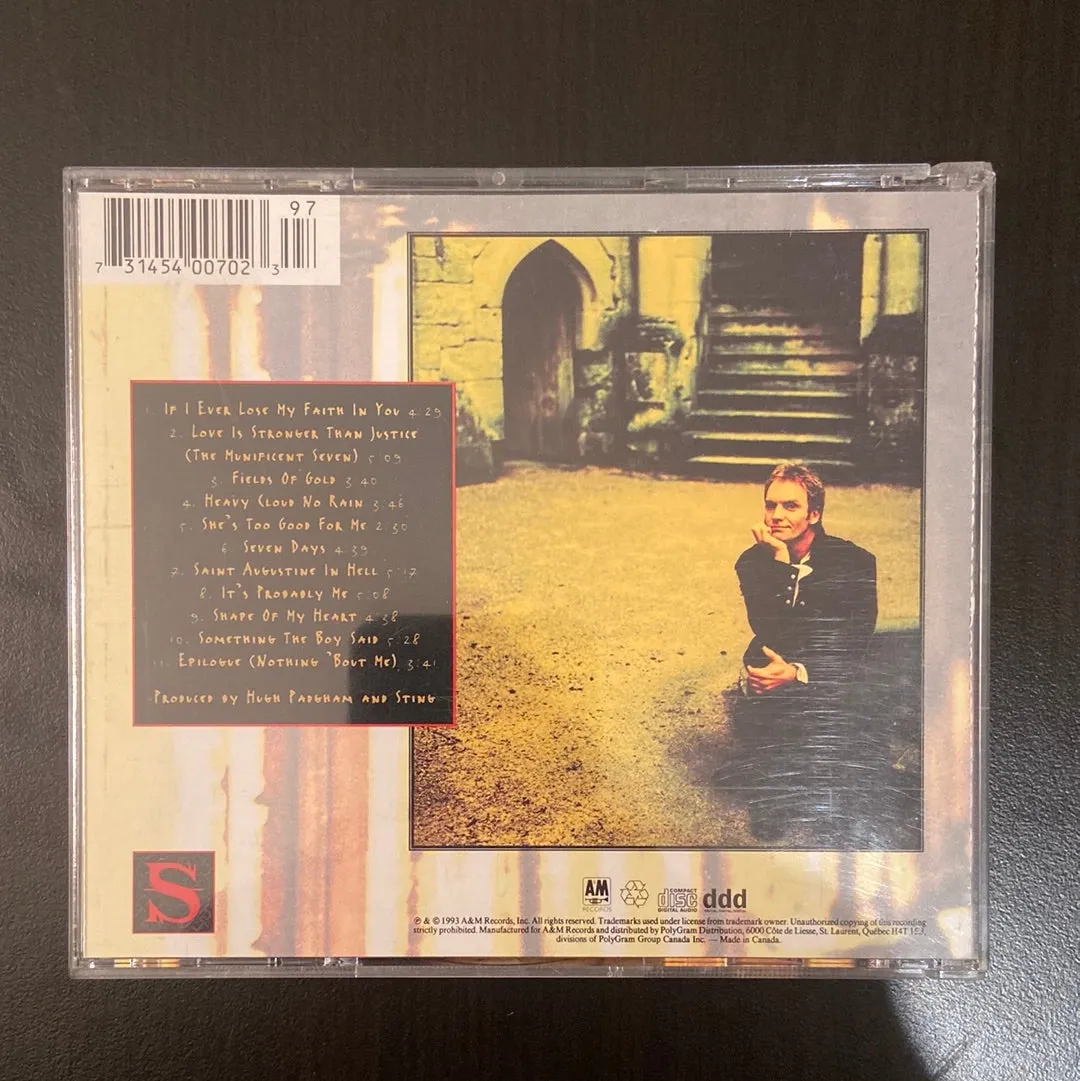 97
7 31454 00702 3
1. If I Ever Lose My Faith In You 4:29
2. Love Is Stronger Than Justice
(The Munificent Seven) 5:09
3. Fields Of Gold 3:40
4. Heavy Cloud No Rain 3:46
5. She's Too Good For Me 2:30
6. Seven Days 4:39
7. Saint Augustine In Hell 5:17
8. It's Probably Me 5:08
9. Shape Of My Heart 4:38
10. Something The Boy Said 5:28
11. Epilogue (Nothing 'Bout Me) 3:41
Produced by Hugh Padgham and Sting
S
A&M RECORDS
COMPACT disc DIGITAL AUDIO
ddd
℗ & © 1993 A&M Records, Inc. All rights reserved. Trademarks used under license from trademark owner. Unauthorized copying of this recording
strictly prohibited. Manufactured for A&M Records and distributed by PolyGram Distribution, 6000 Côte de Liesse, St. Laurent, Québec H4T 1E3,
divisions of PolyGram Group Canada Inc. — Made in Canada.